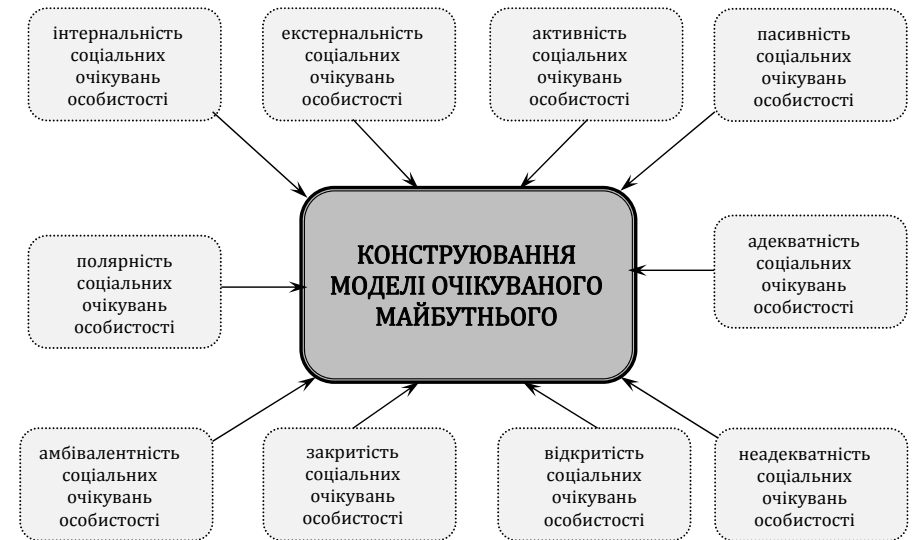 інтернальність
соціальних
очікувань
особистості
екстернальність
соціальних
очікувань
особистості
активність
соціальних
очікувань
особистості
пасивність
соціальних
очікувань
особистості
полярність
соціальних
очікувань
особистості
КОНСТРУЮВАННЯ
МОДЕЛІ ОЧІКУВАНОГО
МАЙБУТНЬОГО
адекватність
соціальних
очікувань
особистості
амбівалентність
соціальних
очікувань
особистості
закритість
соціальних
очікувань
особистості
відкритість
соціальних
очікувань
особистості
неадекватність
соціальних
очікувань
особистості